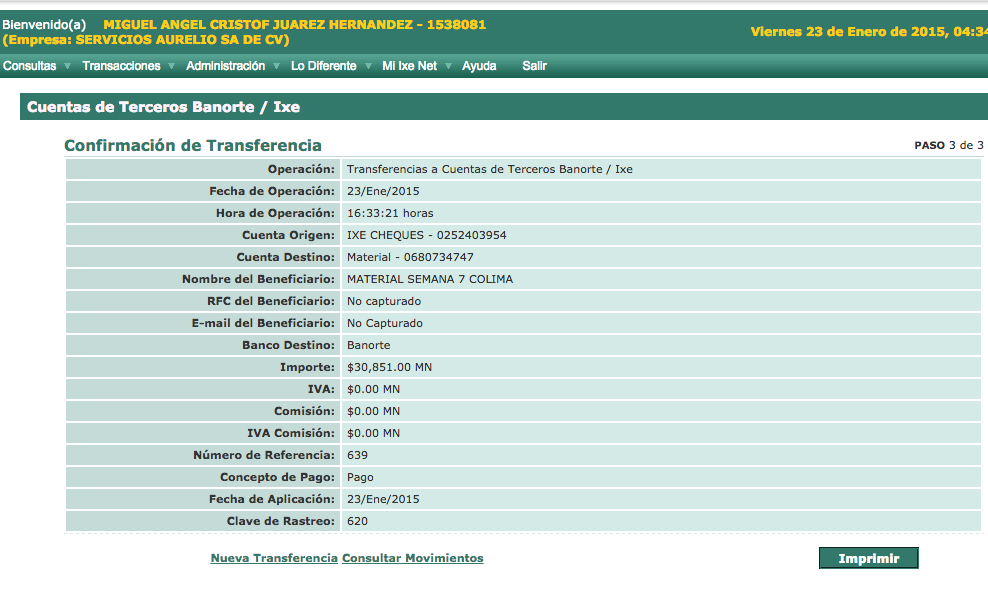 Bienvenido(a) MIGUEL ANGEL CRISTOF JUAREZ HERNANDEZ - 1538081
(Empresa: SERVICIOS AURELIO SA DE CV)
Viernes 23 de Enero de 2015, 04:34
Consultas Transacciones Administración Lo Diferente Mi Ixe Net Ayuda Salir
Cuentas de Terceros Banorte / Ixe
Confirmación de Transferencia PASO 3 de 3
Operación: Transferencias a Cuentas de Terceros Banorte / Ixe
Fecha de Operación: 23/Ene/2015
Hora de Operación: 16:33:21 horas
Cuenta Origen: IXE CHEQUES - 0252403954
Cuenta Destino: Material - 0680734747
Nombre del Beneficiario: MATERIAL SEMANA 7 COLIMA
RFC del Beneficiario: No capturado
E-mail del Beneficiario: No Capturado
Banco Destino: Banorte
Importe: $30,851.00 MN
IVA: $0.00 MN
Comisión: $0.00 MN
IVA Comisión: $0.00 MN
Número de Referencia: 639
Concepto de Pago: Pago
Fecha de Aplicación: 23/Ene/2015
Clave de Rastreo: 620
Nueva Transferencia Consultar Movimientos Imprimir